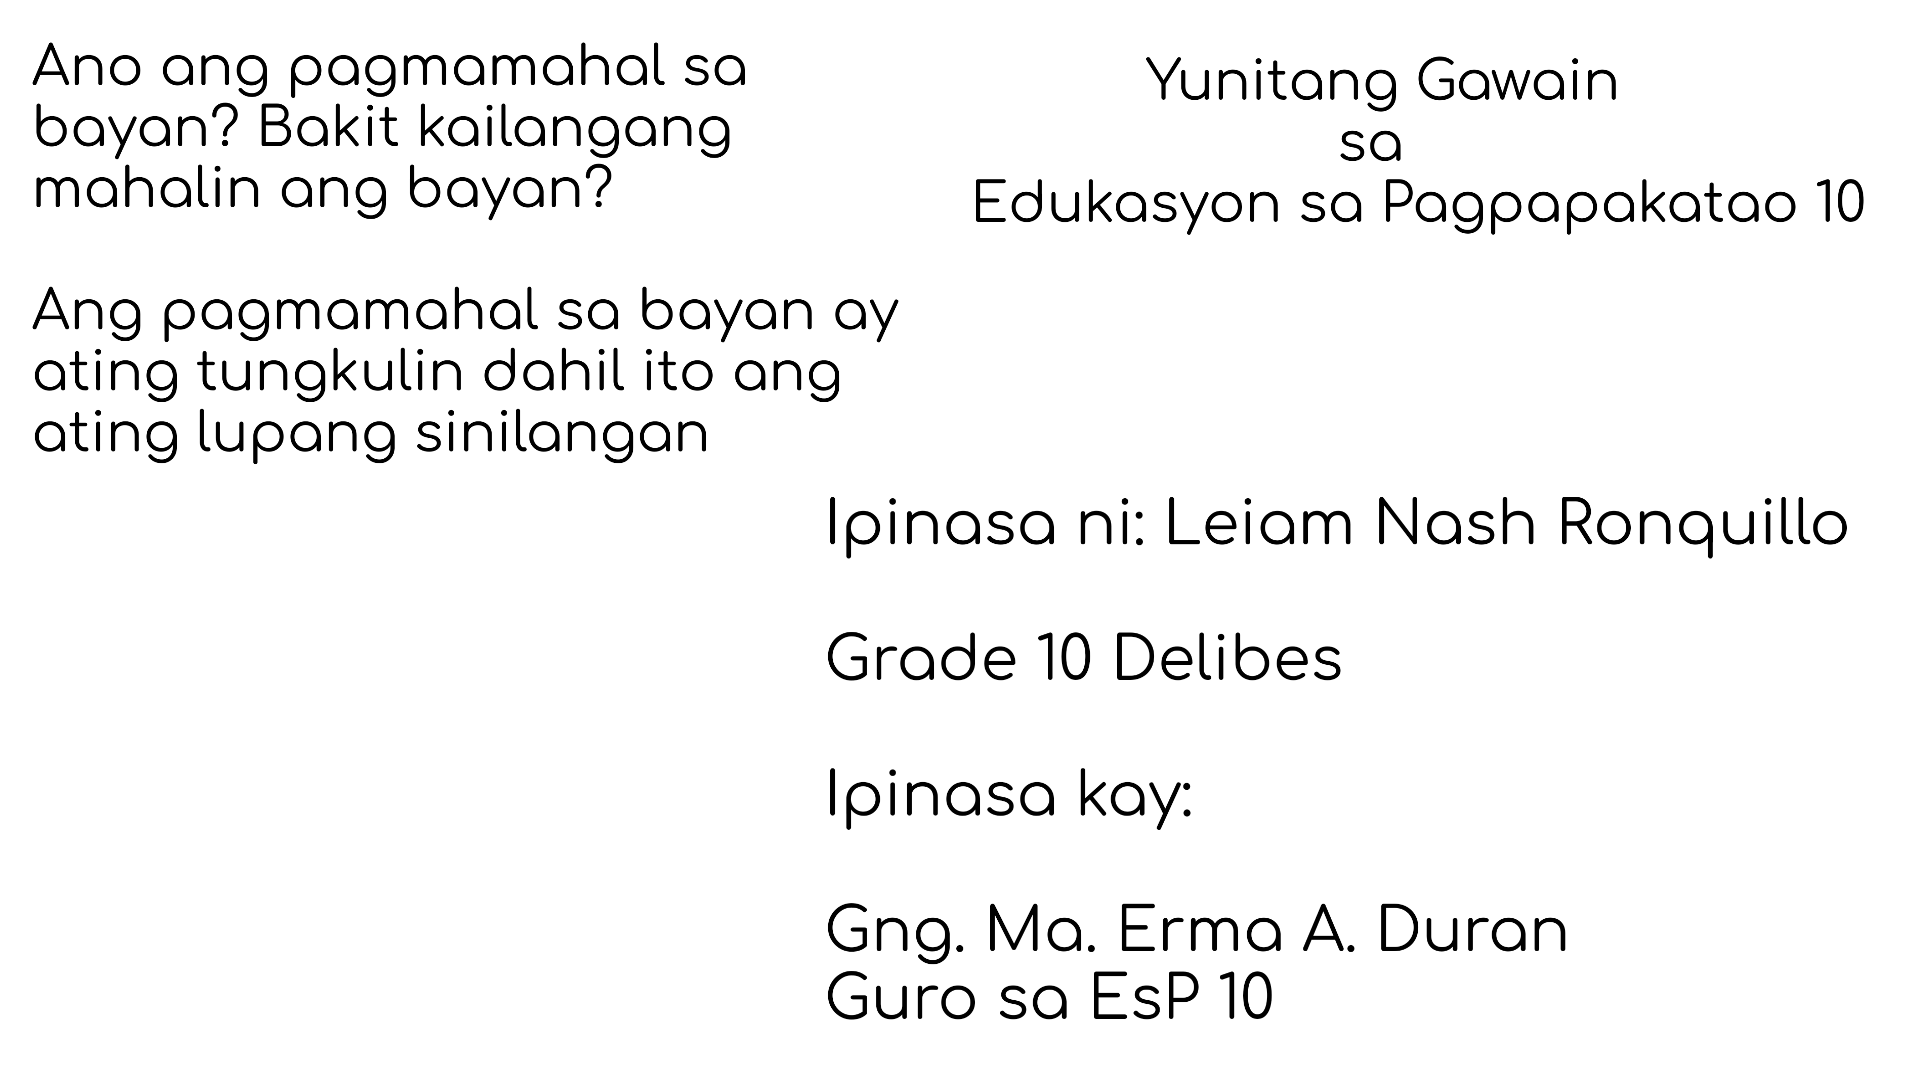 Ano ang pagmamahal sa
bayan? Bakit kailangang
mahalin ang bayan?
Ang pagmamahal sa bayan ay
ating tungkulin dahil ito ang
ating lupang sinilangan
Yunitang Gawain
sa
Edukasyon sa Pagpapakatao 10
Ipinasa ni: Leiam Nash Ronquillo
Grade 10 Delibes
Ipinasa kay:
Gng. Ma. Erma A. Duran
Guro sa EsP 10